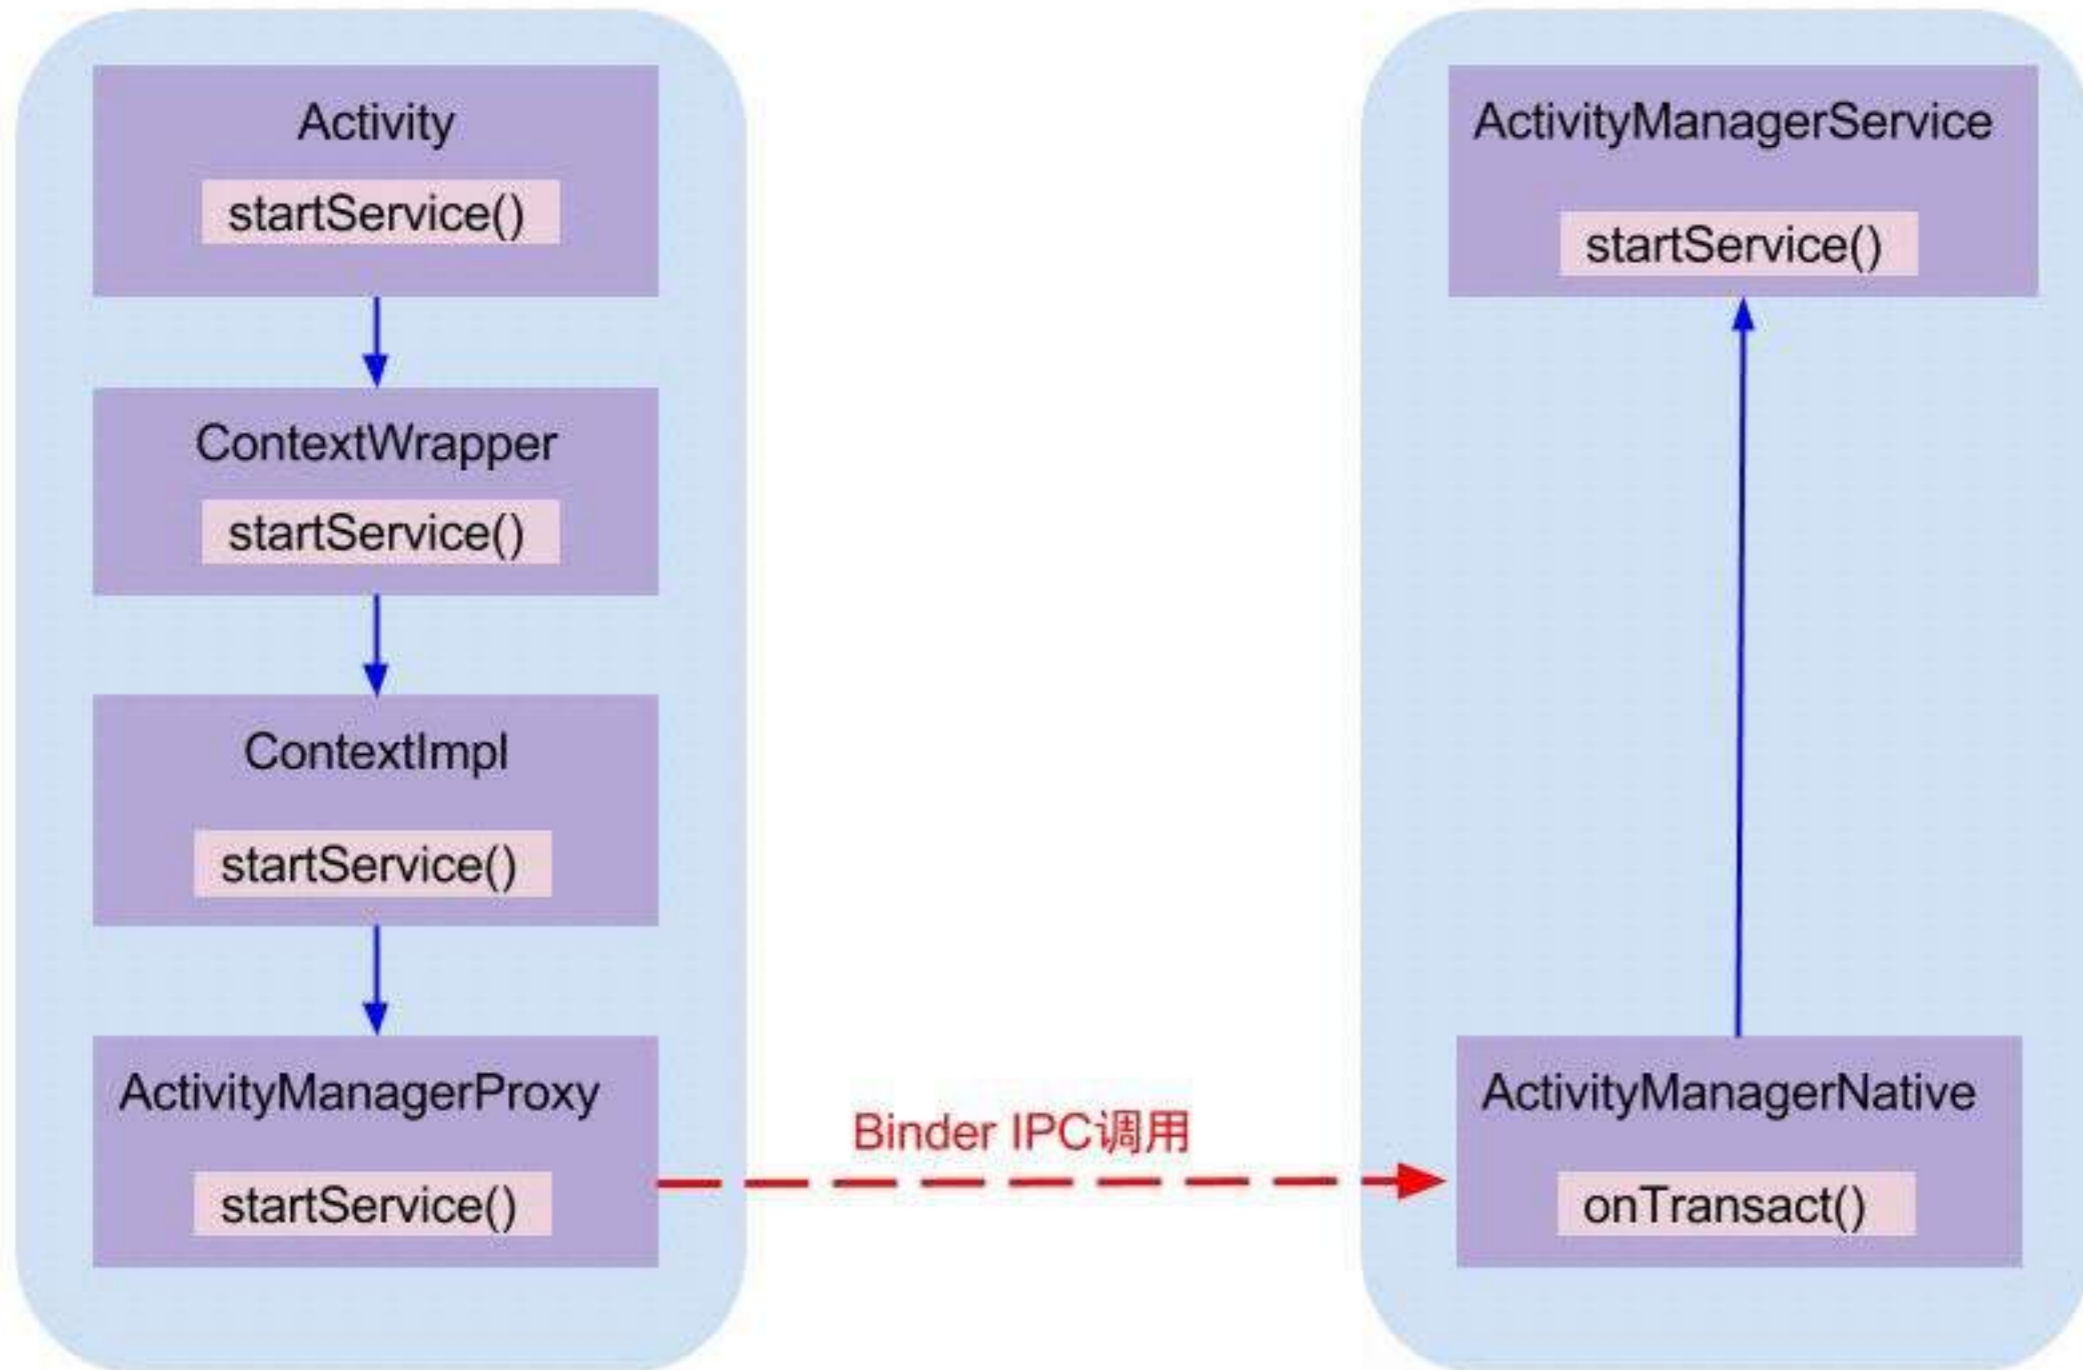 Activity
startService()
ContextWrapper
startService()
ContextImpl
startService()
ActivityManagerProxy
startService()
Binder IPC调用
ActivityManagerService
startService()
ActivityManagerNative
onTransact()